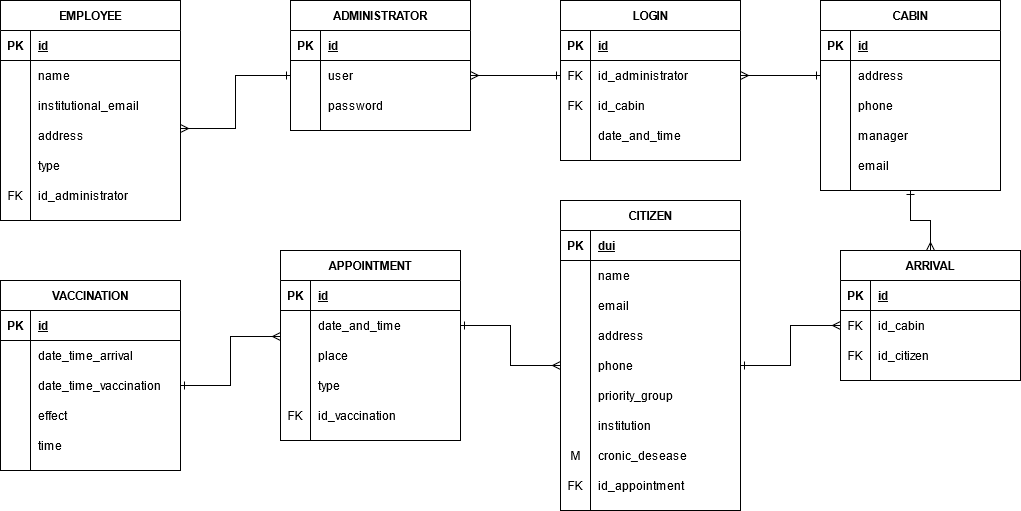 EMPLOYEE
PK id
name
institutional_email
address
type
FK id_administrator
ADMINISTRATOR
PK id
user
password
LOGIN
PK id
FK id_administrator
FK id_cabin
date_and_time
CABIN
PK id
address
phone
manager
email
VACCINATION
PK id
date_time_arrival
date_time_vaccination
effect
time
APPOINTMENT
PK id
date_and_time
place
type
FK id_vaccination
CITIZEN
PK dui
name
email
address
phone
priority_group
institution
M cronic_desease
FK id_appointment
ARRIVAL
PK id
FK id_cabin
FK id_citizen